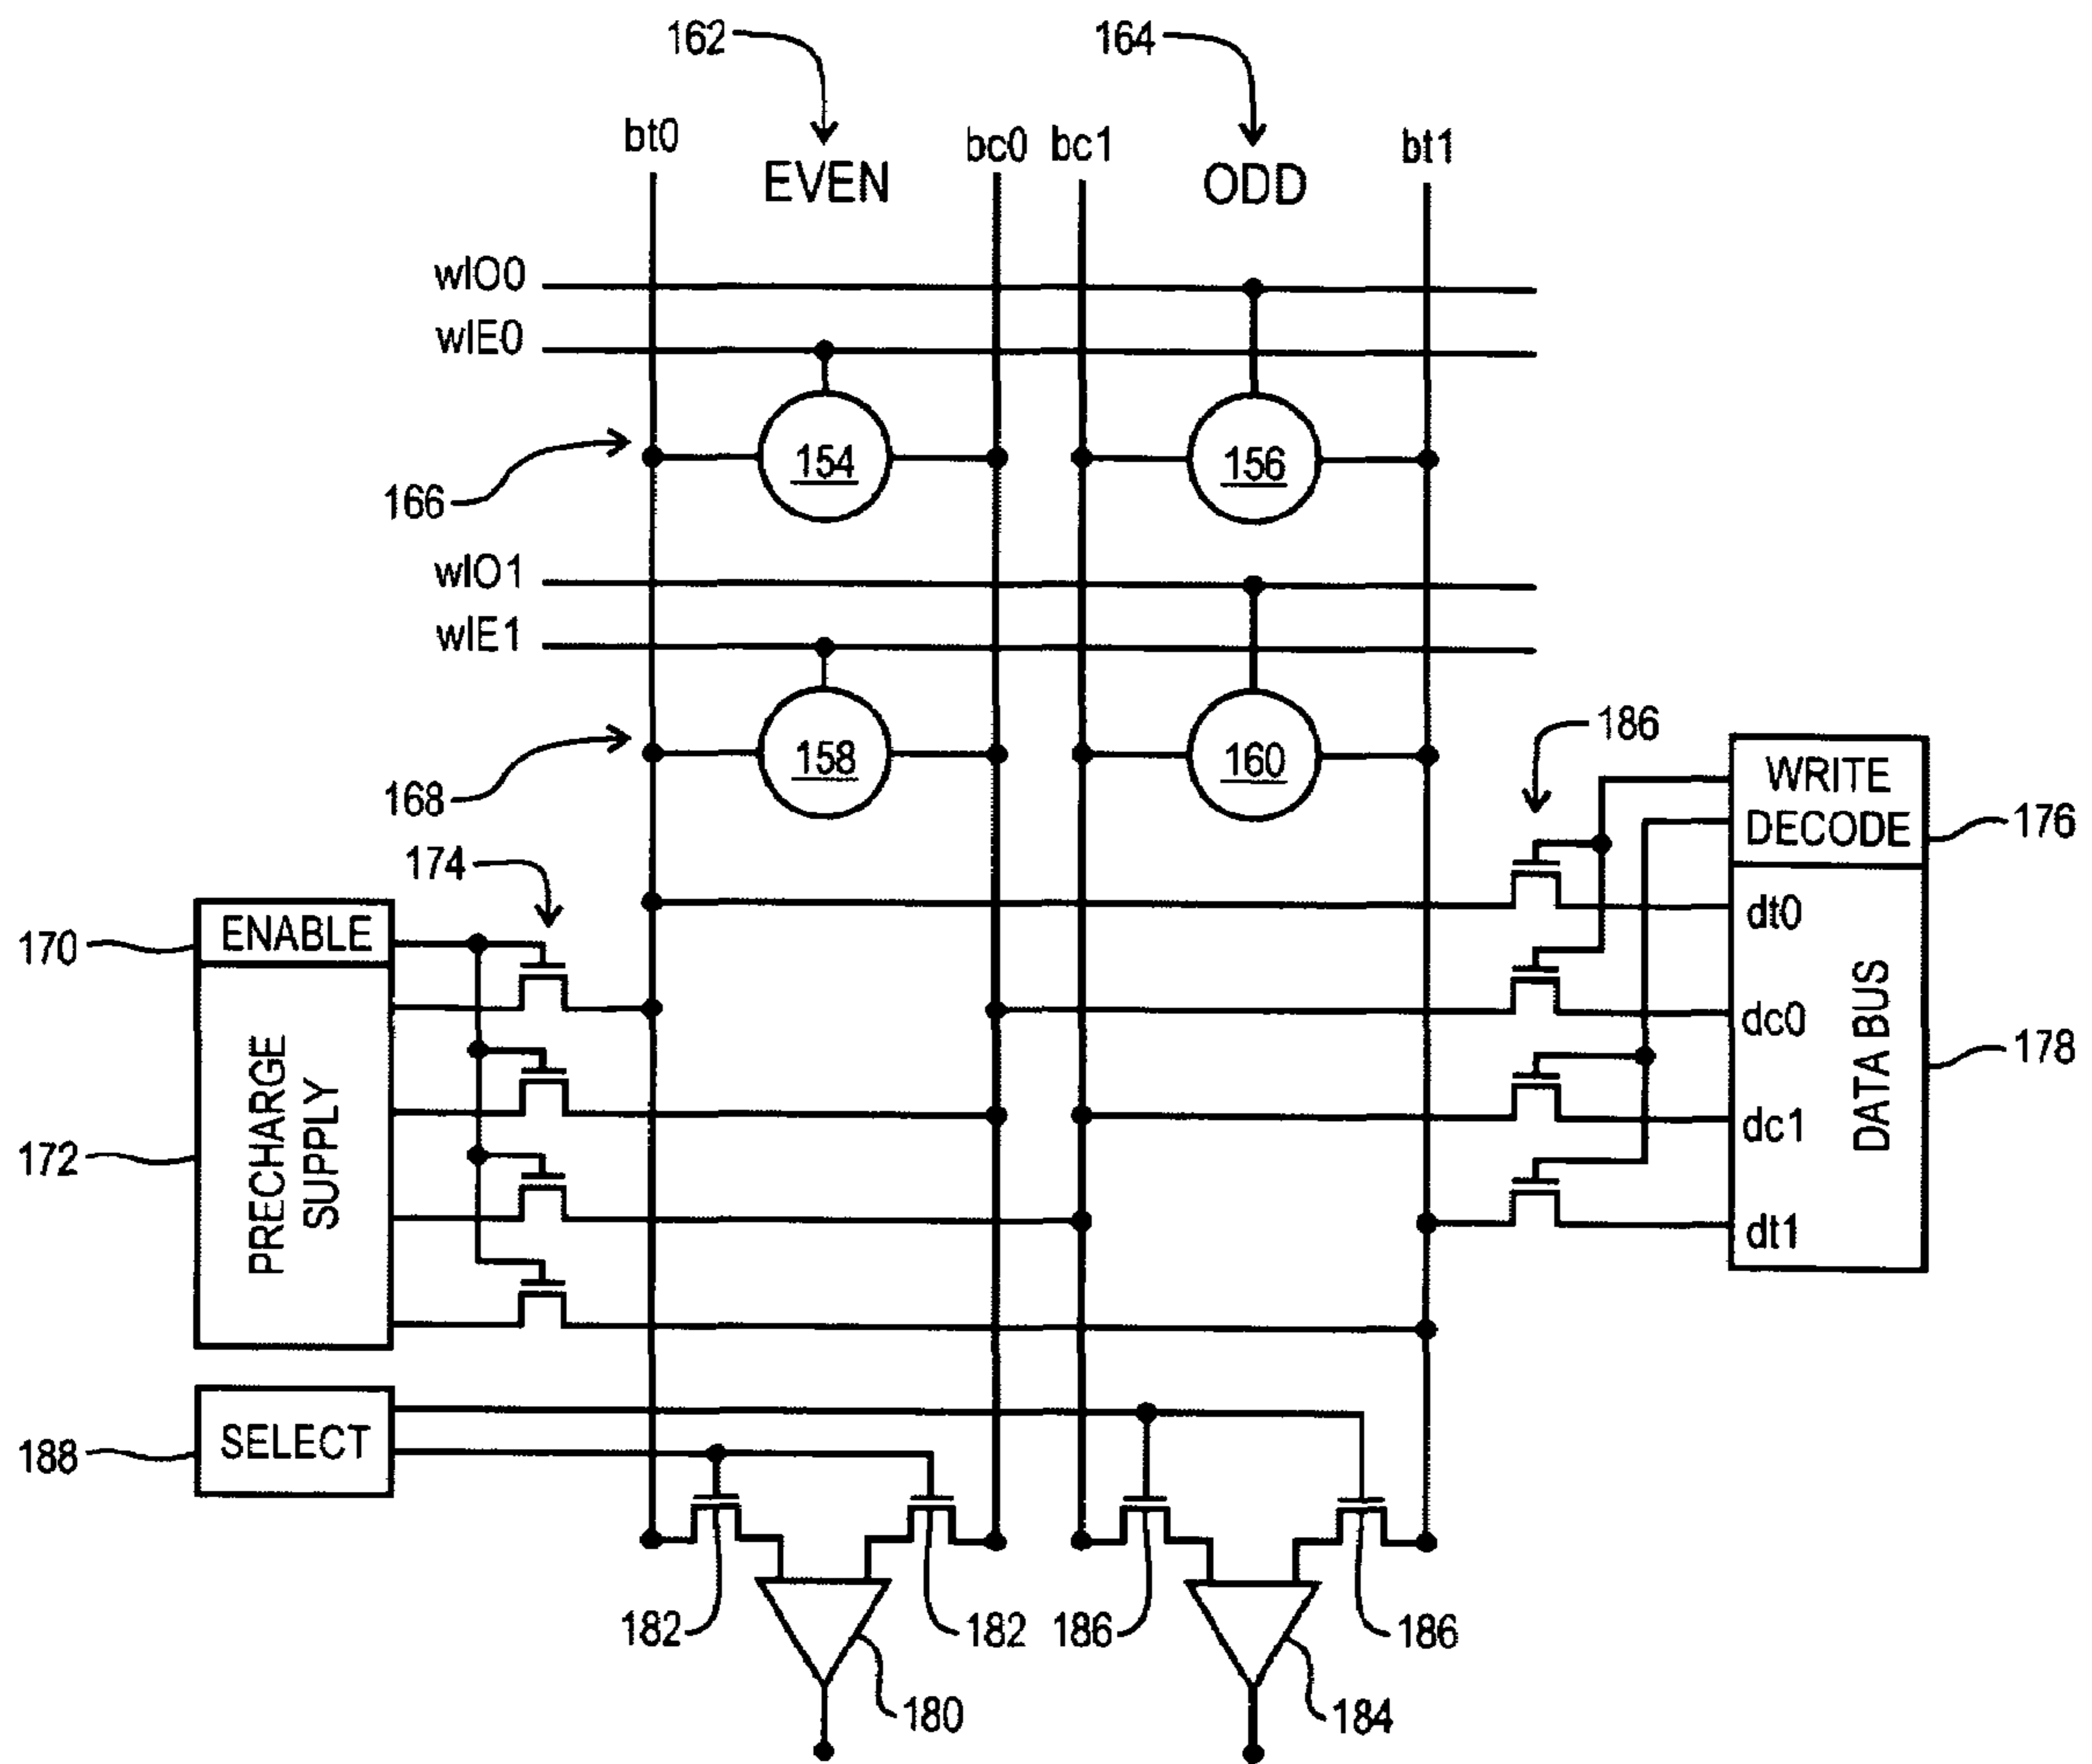 162
164
bt0
EVEN
bc0
bc1
ODD
bt1
wlO0
wlE0
166
154
156
wlO1
wlE1
168
158
160
186
WRITE
DECODE
176
174
170
ENABLE
dt0
dc0
DATA BUS
178
dc1
dt1
172
PRECHARGE
SUPPLY
188
SELECT
182
182
186
186
180
184